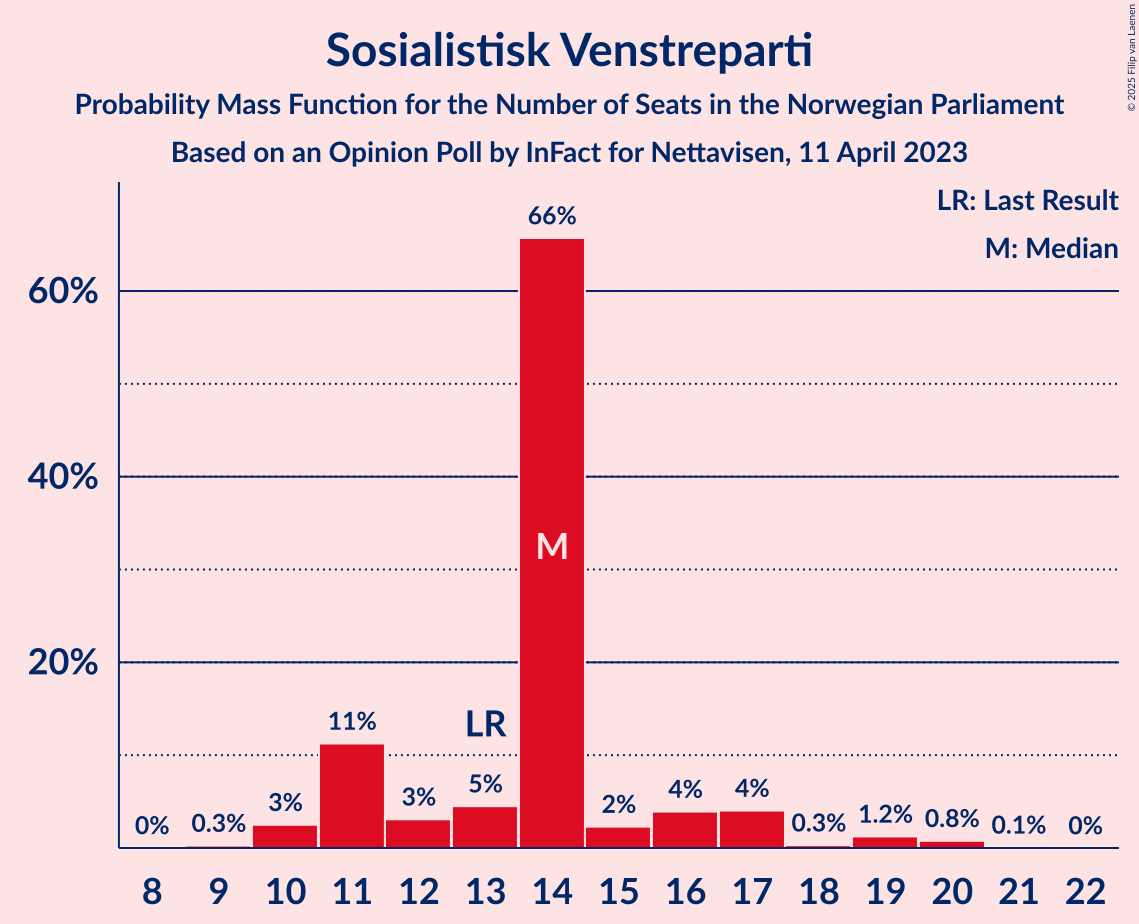 Sosialistisk Venstreparti
Probability Mass Function for the Number of Seats in the Norwegian Parliament
Based on an Opinion Poll by InFact for Nettavisen, 11 April 2023
© 2025 Filip van Laenen
LR: Last Result
M: Median
60%
40%
20%
0%
0.3%
3%
11%
3%
5%
LR
66%
M
2%
4%
4%
0.3%
1.2%
0.8%
0.1%
0%
8 9 10 11 12 13 14 15 16 17 18 19 20 21 22